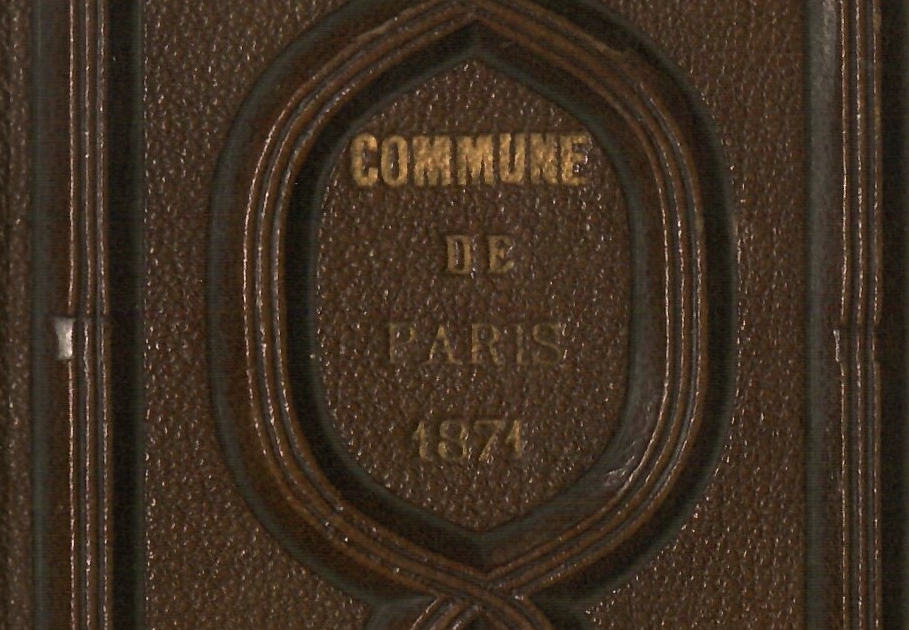 COMMUNE
DE
PARIS
1871